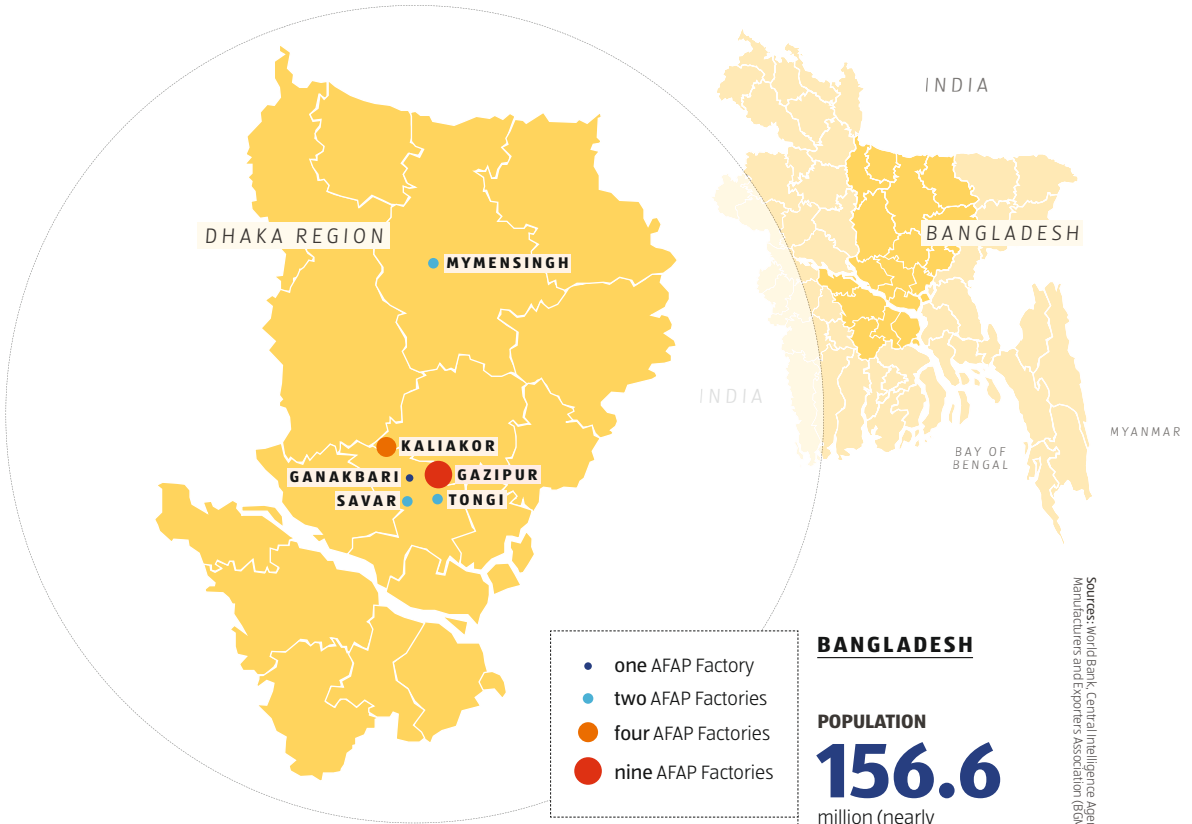 INDIA
DHAKA REGION
BANGLADESH
MYMENSINGH
INDIA
MYANMAR
KALIAKOR
BAY OF
BENGAL
GANAKBARI
GAZIPUR
SAVAR
TONGI
one AFAP Factory
two AFAP Factories
four AFAP Factories
nine AFAP Factories
BANGLADESH
POPULATION
156.6
million (nearly
Sources: World Bank, Central Intelligence
Manufacturers and Exporters Association